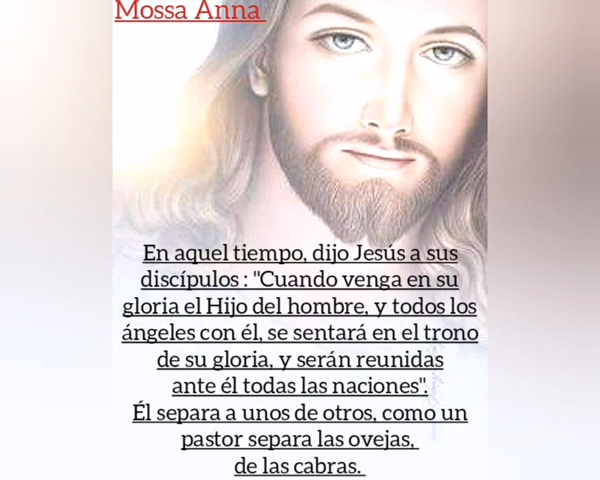 Mossa Anna
En aquel tiempo, dijo Jesús a sus
discípulos : "Cuando venga en su
gloria el Hijo del hombre, y todos los
ángeles con él, se sentará en el trono
de su gloria, y serán reunidas
ante él todas las naciones".
Él separa a unos de otros, como un
pastor separa las ovejas,
de las cabras.